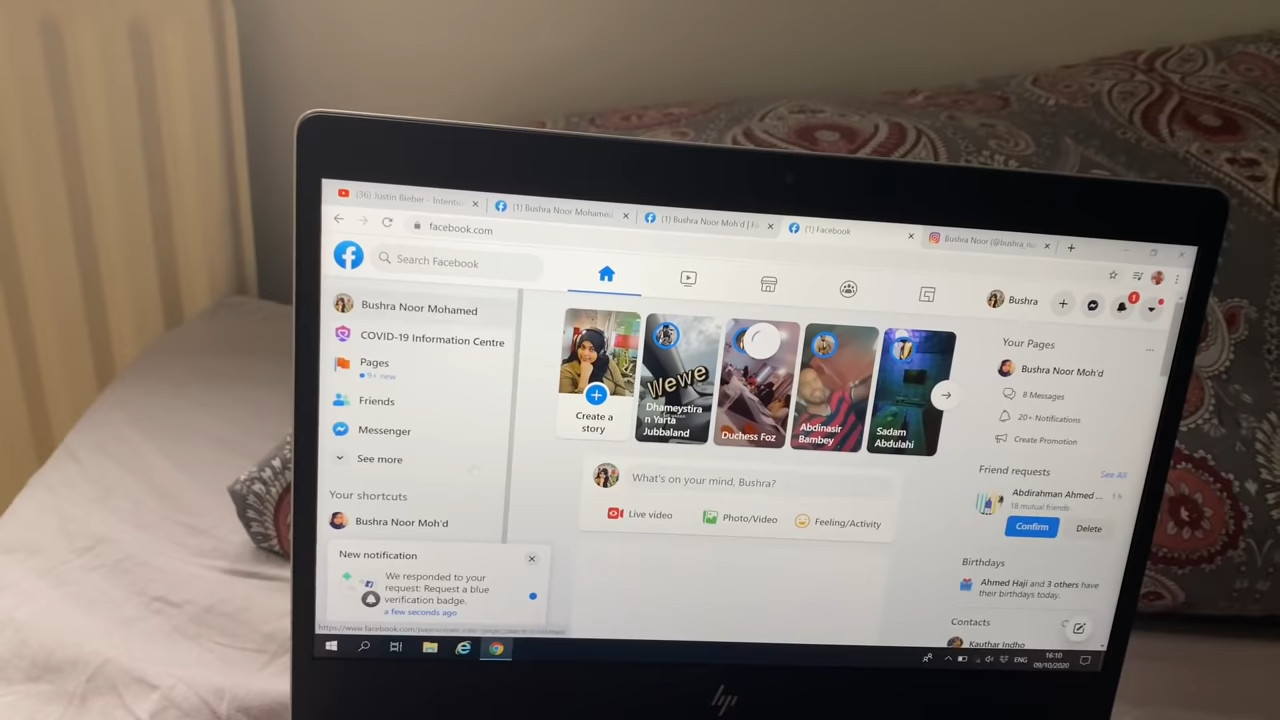 (36) Justin Bieber - Intentio
(1) Bushra Noor Mohamed
(1) Bushra Noor Moh'd | F
(1) Facebook
Bushra Noor (@bushra_no
facebook.com
Search Facebook
Bushra
1
Bushra Noor Mohamed
COVID-19 Information Centre
Pages
9+ new
Friends
Messenger
See more
Your shortcuts
Bushra Noor Moh'd
New notification
We responded to your
request: Request a blue
verification badge.
a few seconds ago
Create a
story
wewe
Dhameystira
n Yarta
Jubbaland
Duchess Foz
Abdinasir
Bambey
Sadam
Abdulahi
What's on your mind, Bushra?
Live video
Photo/Video
Feeling/Activity
Your Pages
Bushra Noor Moh'd
8 Messages
20+ Notifications
Create Promotion
Friend requests
See All
Abdirahman Ahmed ...
1 h
18 mutual friends
Confirm
Delete
Birthdays
Ahmed Haji and 3 others have
their birthdays today.
Contacts
Kauthar Indho
ENG
16:10
09/10/2020
hp